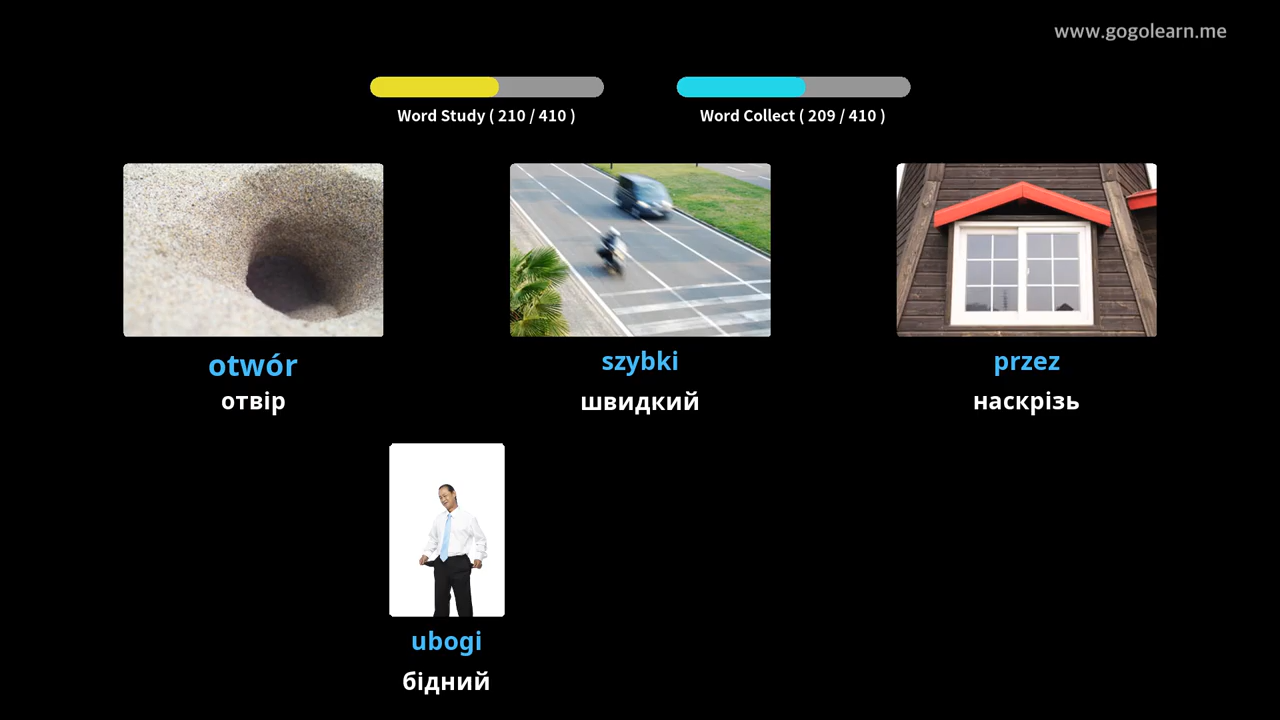 www.gogolearn.me
Word Study ( 210 / 410 )
Word Collect ( 209 / 410 )
otwór
отвір
szybki
швидкий
przez
наскрізь
ubogi
бідний